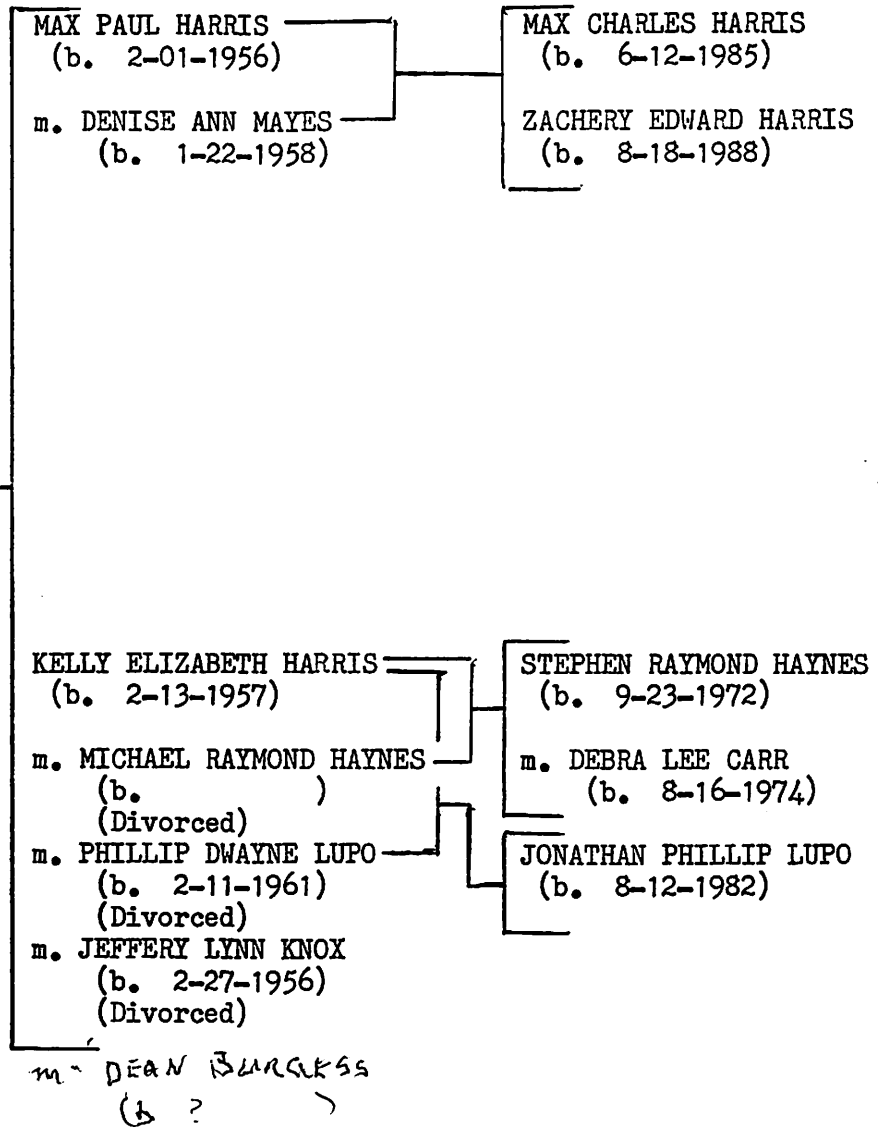 MAX PAUL HARRIS
(b. 2-01-1956)
m. DENISE ANN MAYES
(b. 1-22-1958)
MAX CHARLES HARRIS
(b. 6-12-1985)
ZACHERY EDWARD HARRIS
(b. 8-18-1988)
KELLY ELIZABETH HARRIS
(b. 2-13-1957)
m. MICHAEL RAYMOND HAYNES
(b. )
(Divorced)
m. PHILLIP DWAYNE LUPO
(b. 2-11-1961)
(Divorced)
m. JEFFERY LYNN KNOX
(b. 2-27-1956)
(Divorced)
m- DEAN BURGESS
(b ? )
STEPHEN RAYMOND HAYNES
(b. 9-23-1972)
m. DEBRA LEE CARR
(b. 8-16-1974)
JONATHAN PHILLIP LUPO
(b. 8-12-1982)